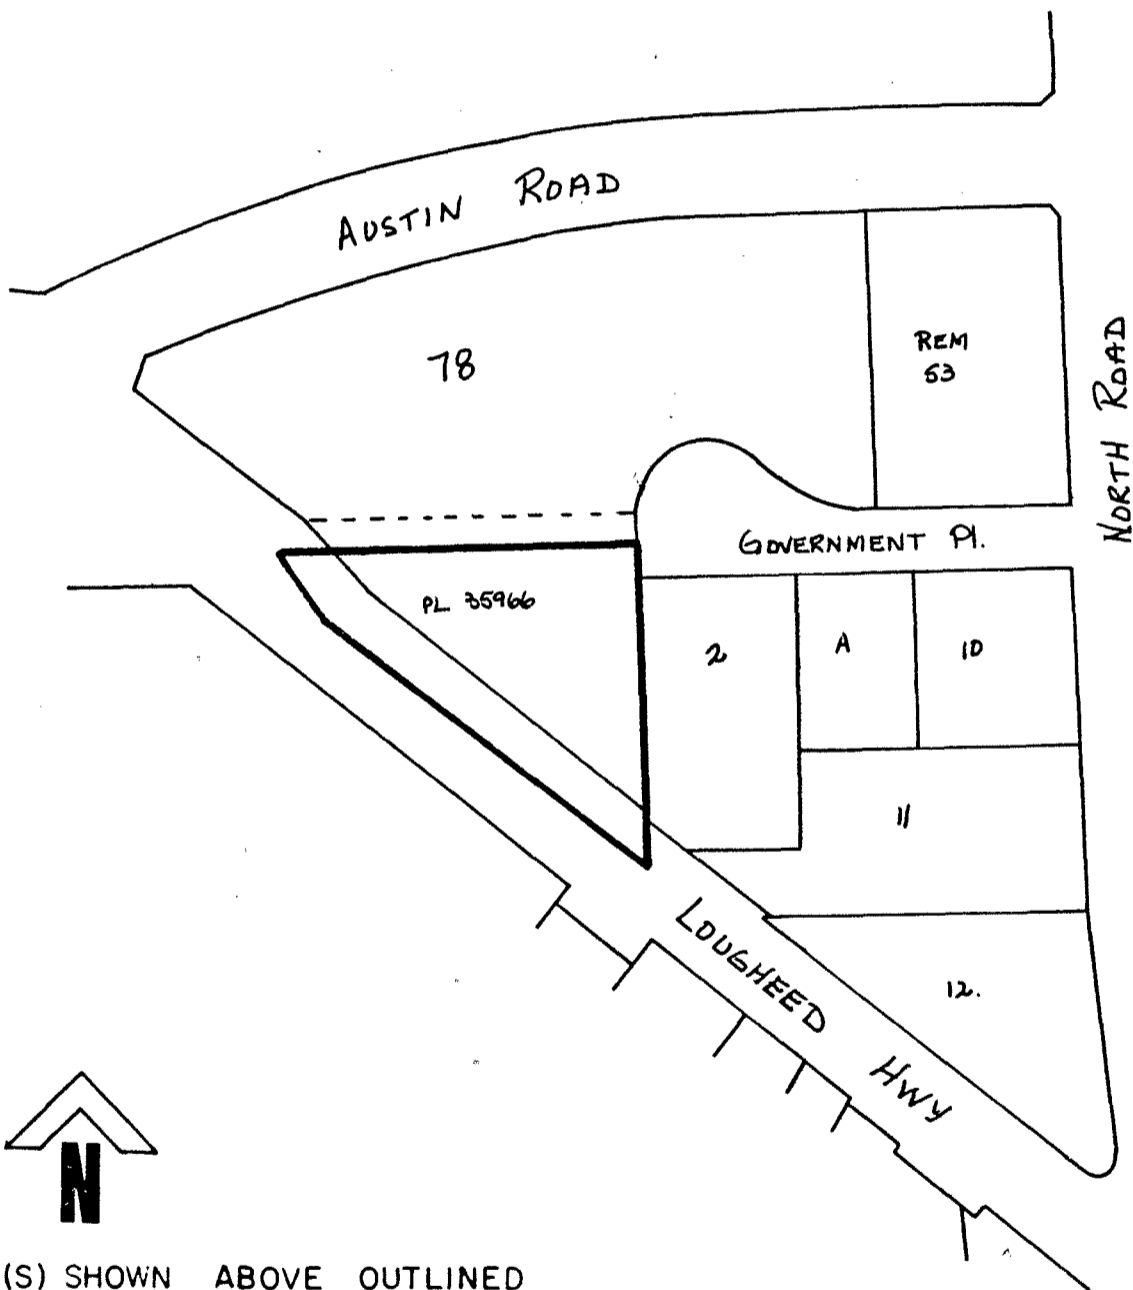 AUSTIN ROAD
78
REM
53
NORTH ROAD
GOVERNMENT Pl.
PL 35966
2
A
10
11
12.
LOUGHEED HWY
N
(S) SHOWN ABOVE OUTLINED